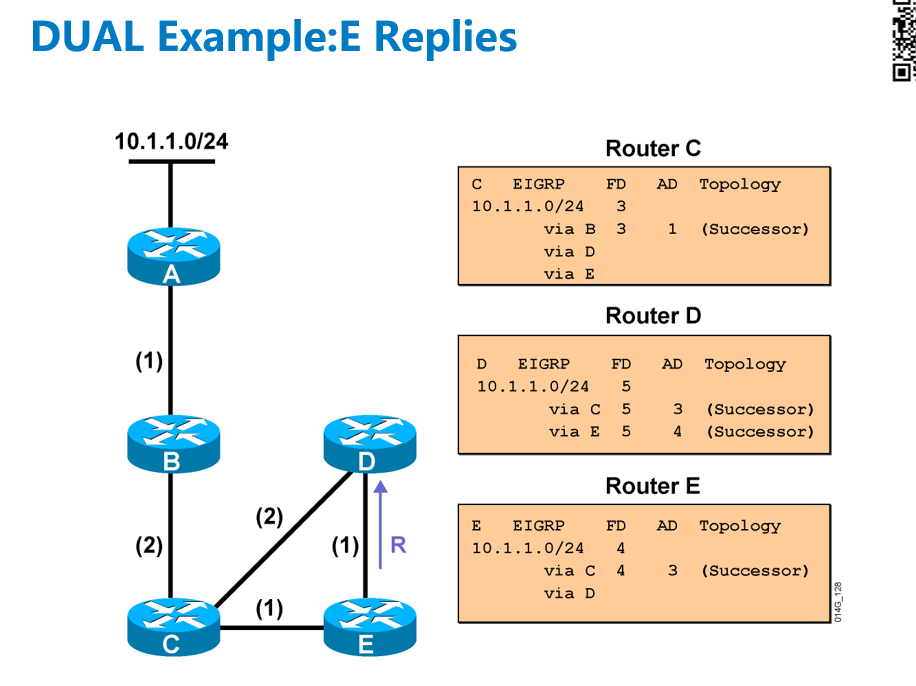 DUAL Example:E Replies
10.1.1.0/24
A
(1)
B
D
(2)
(2)
(1)
R
(1)
C
E
Router C
C EIGRP FD AD Topology
10.1.1.0/24 3
via B 3 1 (Successor)
via D
via E
Router D
D EIGRP FD AD Topology
10.1.1.0/24 5
via C 5 3 (Successor)
via E 5 4 (Successor)
Router E
E EIGRP FD AD Topology
10.1.1.0/24 4
via C 4 3 (Successor)
via D
014G_128